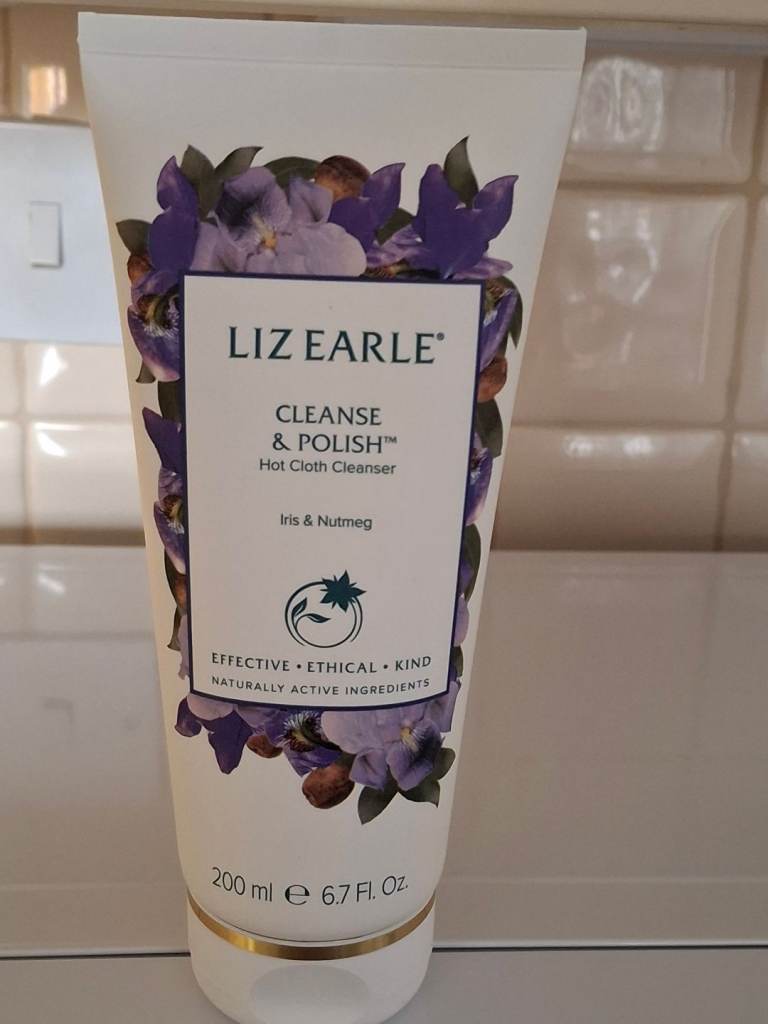 LIZ EARLE®
CLEANSE
& POLISH™
Hot Cloth Cleanser
Iris & Nutmeg
EFFECTIVE • ETHICAL • KIND
NATURALLY ACTIVE INGREDIENTS
200 ml ℮ 6.7 Fl. Oz.